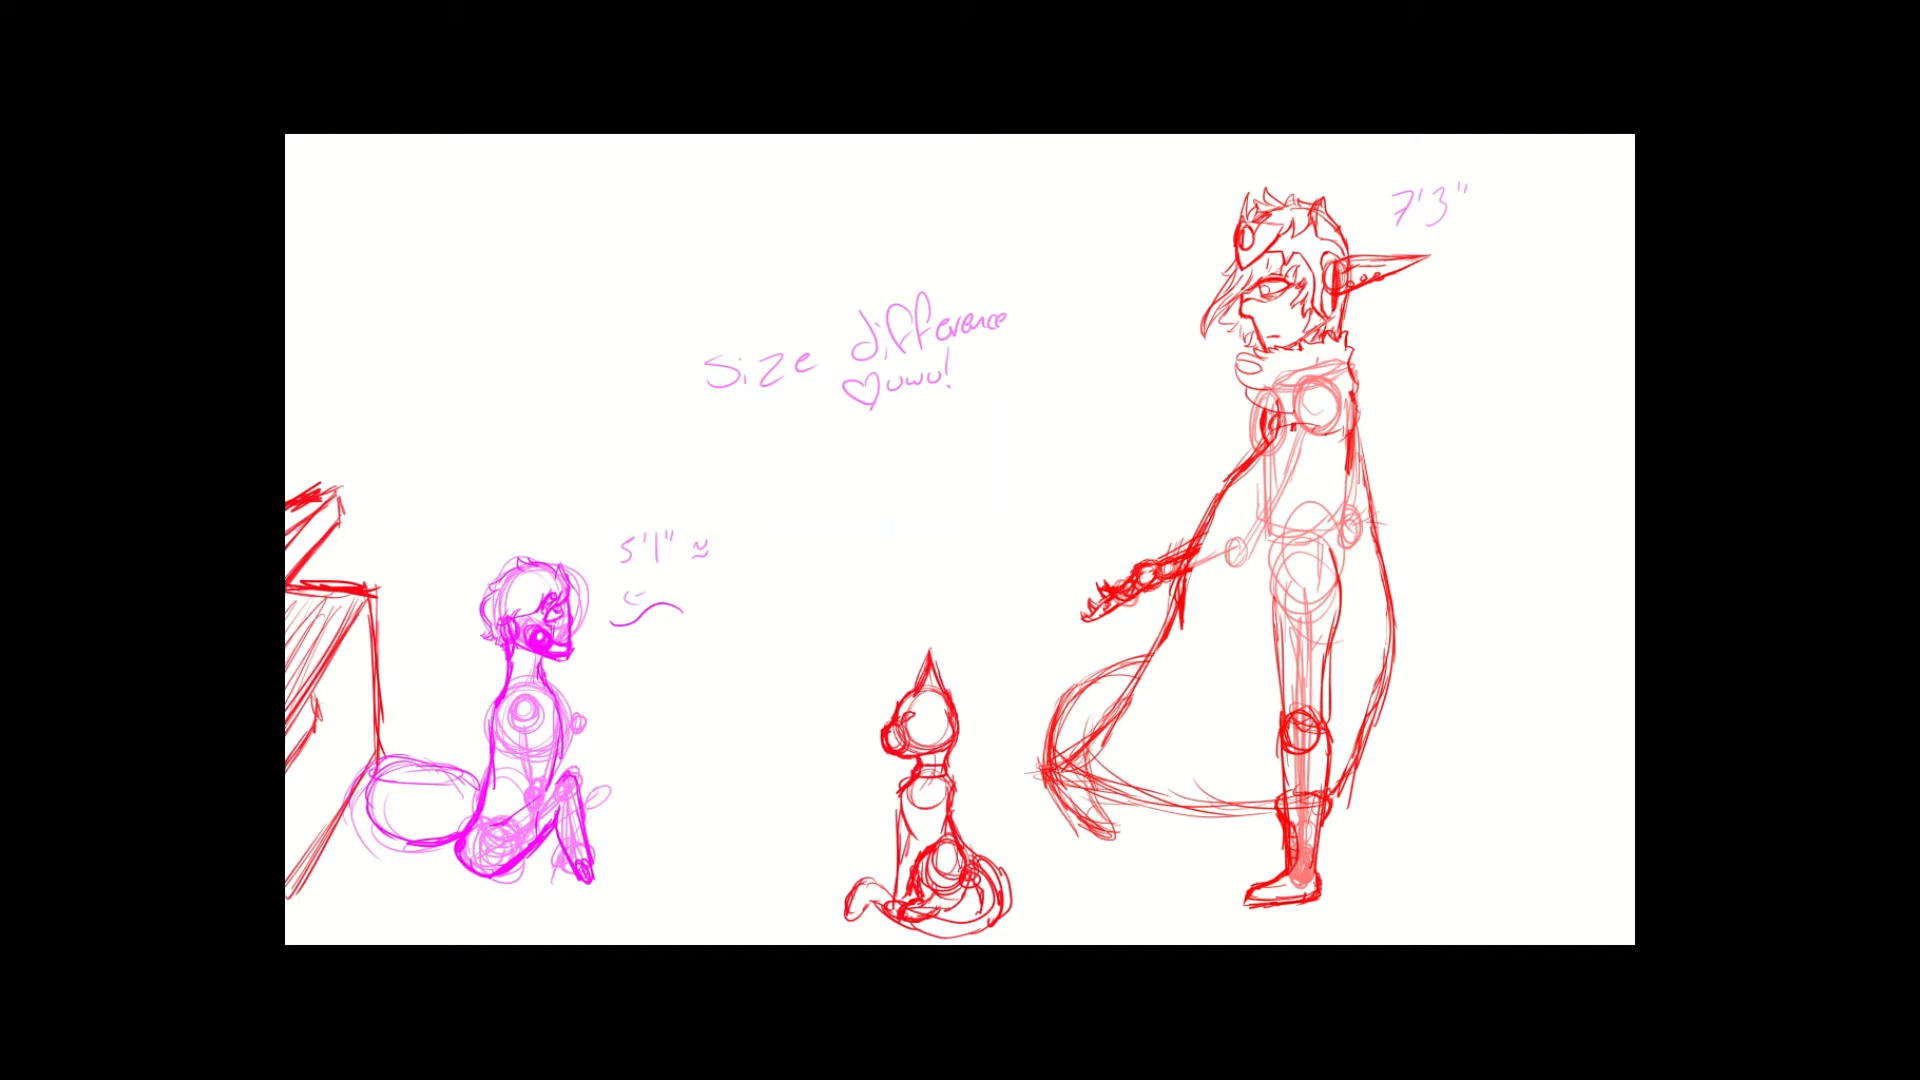 7'3"
size difference
♡uwu!
5'1" ≈